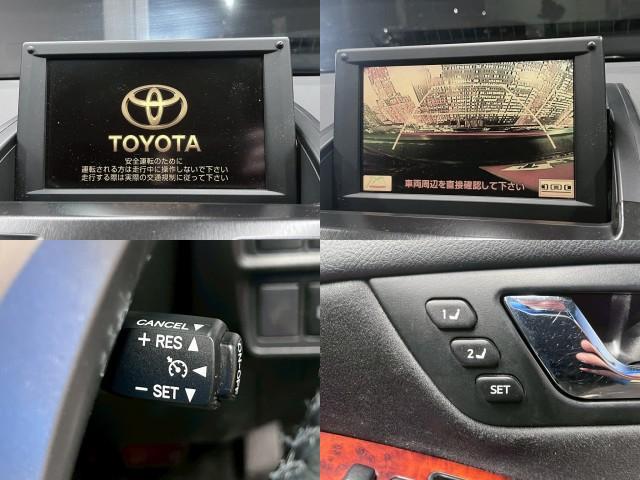 TOYOTA
安全運転のために
運転される方は走行中に操作しないで下さい
走行する際は実際の交通規制に従って下さい
車両周辺を直接確認して下さい
CANCEL ▼
+ RES ▲
◀
− SET ▼
ON-OFF
1
2
SET